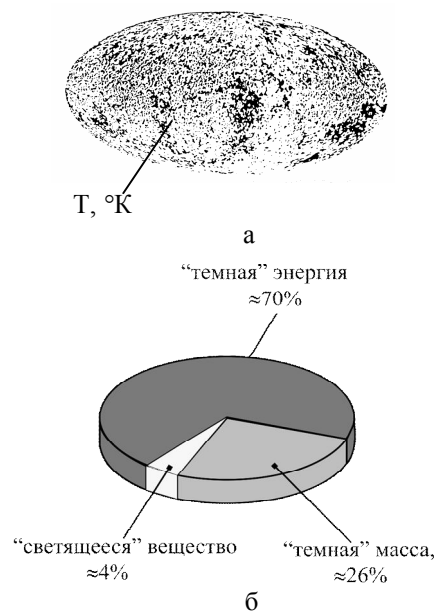 T, °К
а
“темная” энергия
≈70%
“светящееся” вещество
≈4%
“темная” масса,
≈26%
б